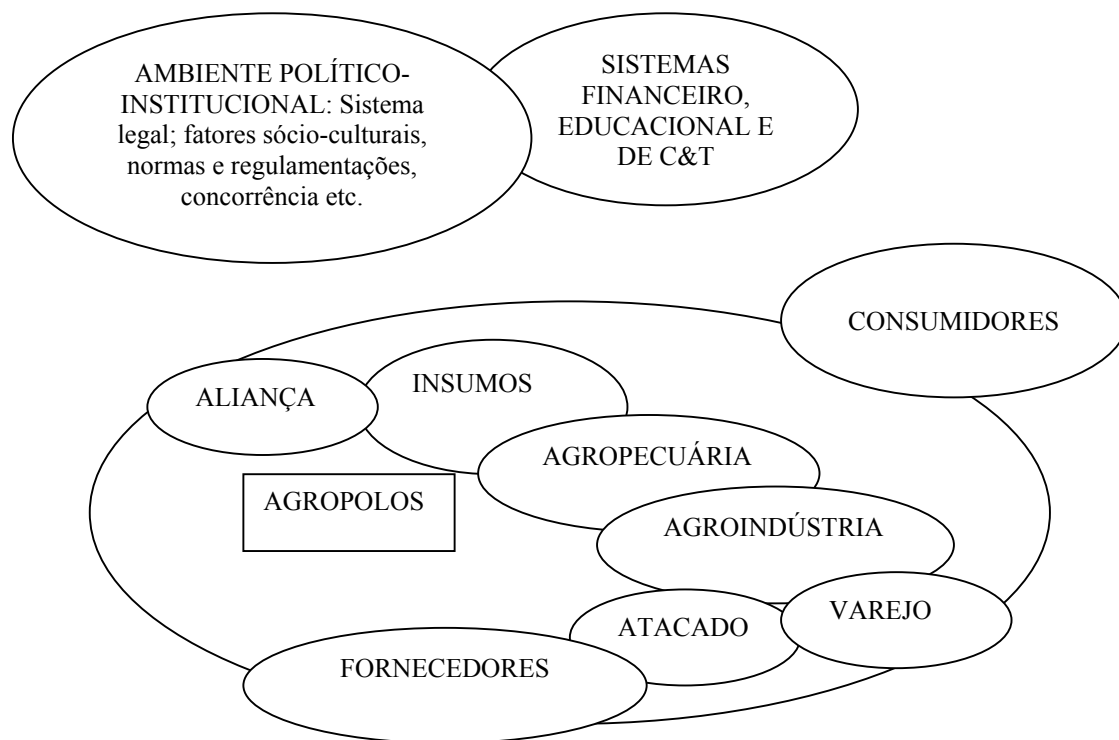 AMBIENTE POLÍTICO-
INSTITUCIONAL: Sistema
legal; fatores sócio-culturais,
normas e regulamentações,
concorrência etc.
SISTEMAS
FINANCEIRO,
EDUCACIONAL E
DE C&T
CONSUMIDORES
ALIANÇA
INSUMOS
AGROPECUÁRIA
AGROPOLOS
AGROINDÚSTRIA
VAREJO
ATACADO
FORNECEDORES